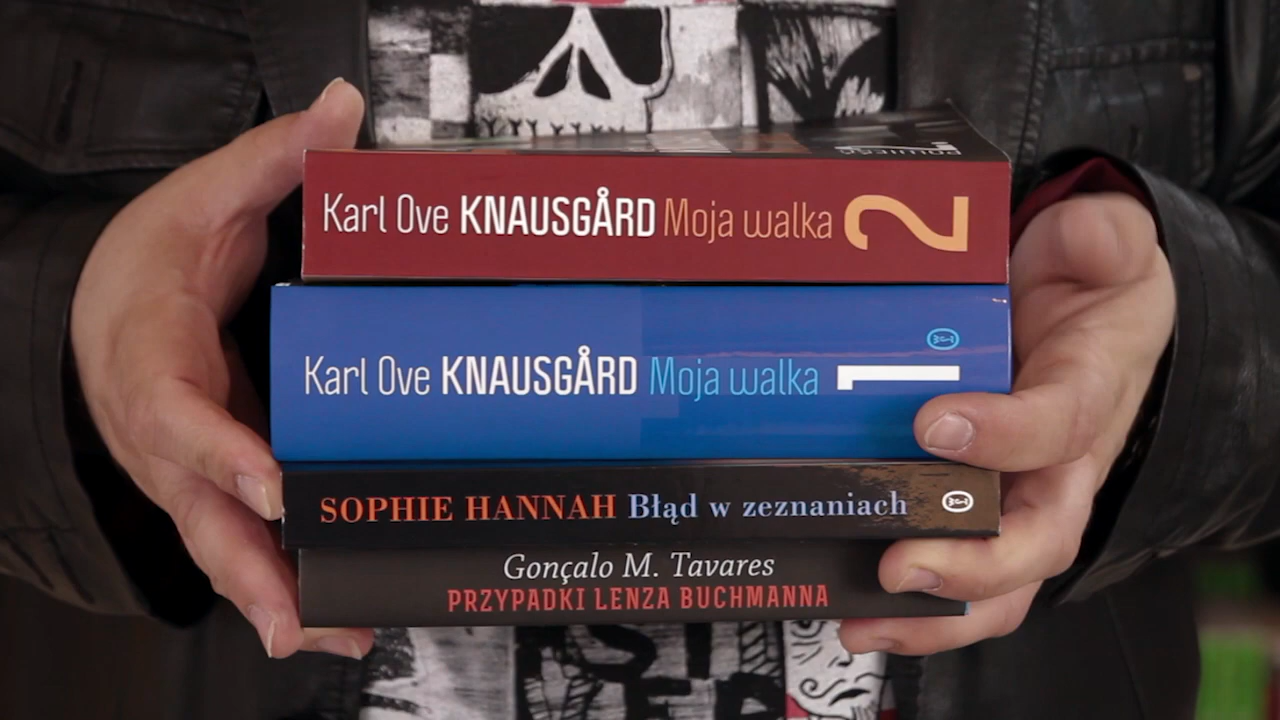 POWIEŚĆ
Karl Ove KNAUSGÅRD Moja walka 2
Karl Ove KNAUSGÅRD Moja walka 1
SOPHIE HANNAH Błąd w zeznaniach
Gonçalo M. Tavares
PRZYPADKI LENZA BUCHMANNA